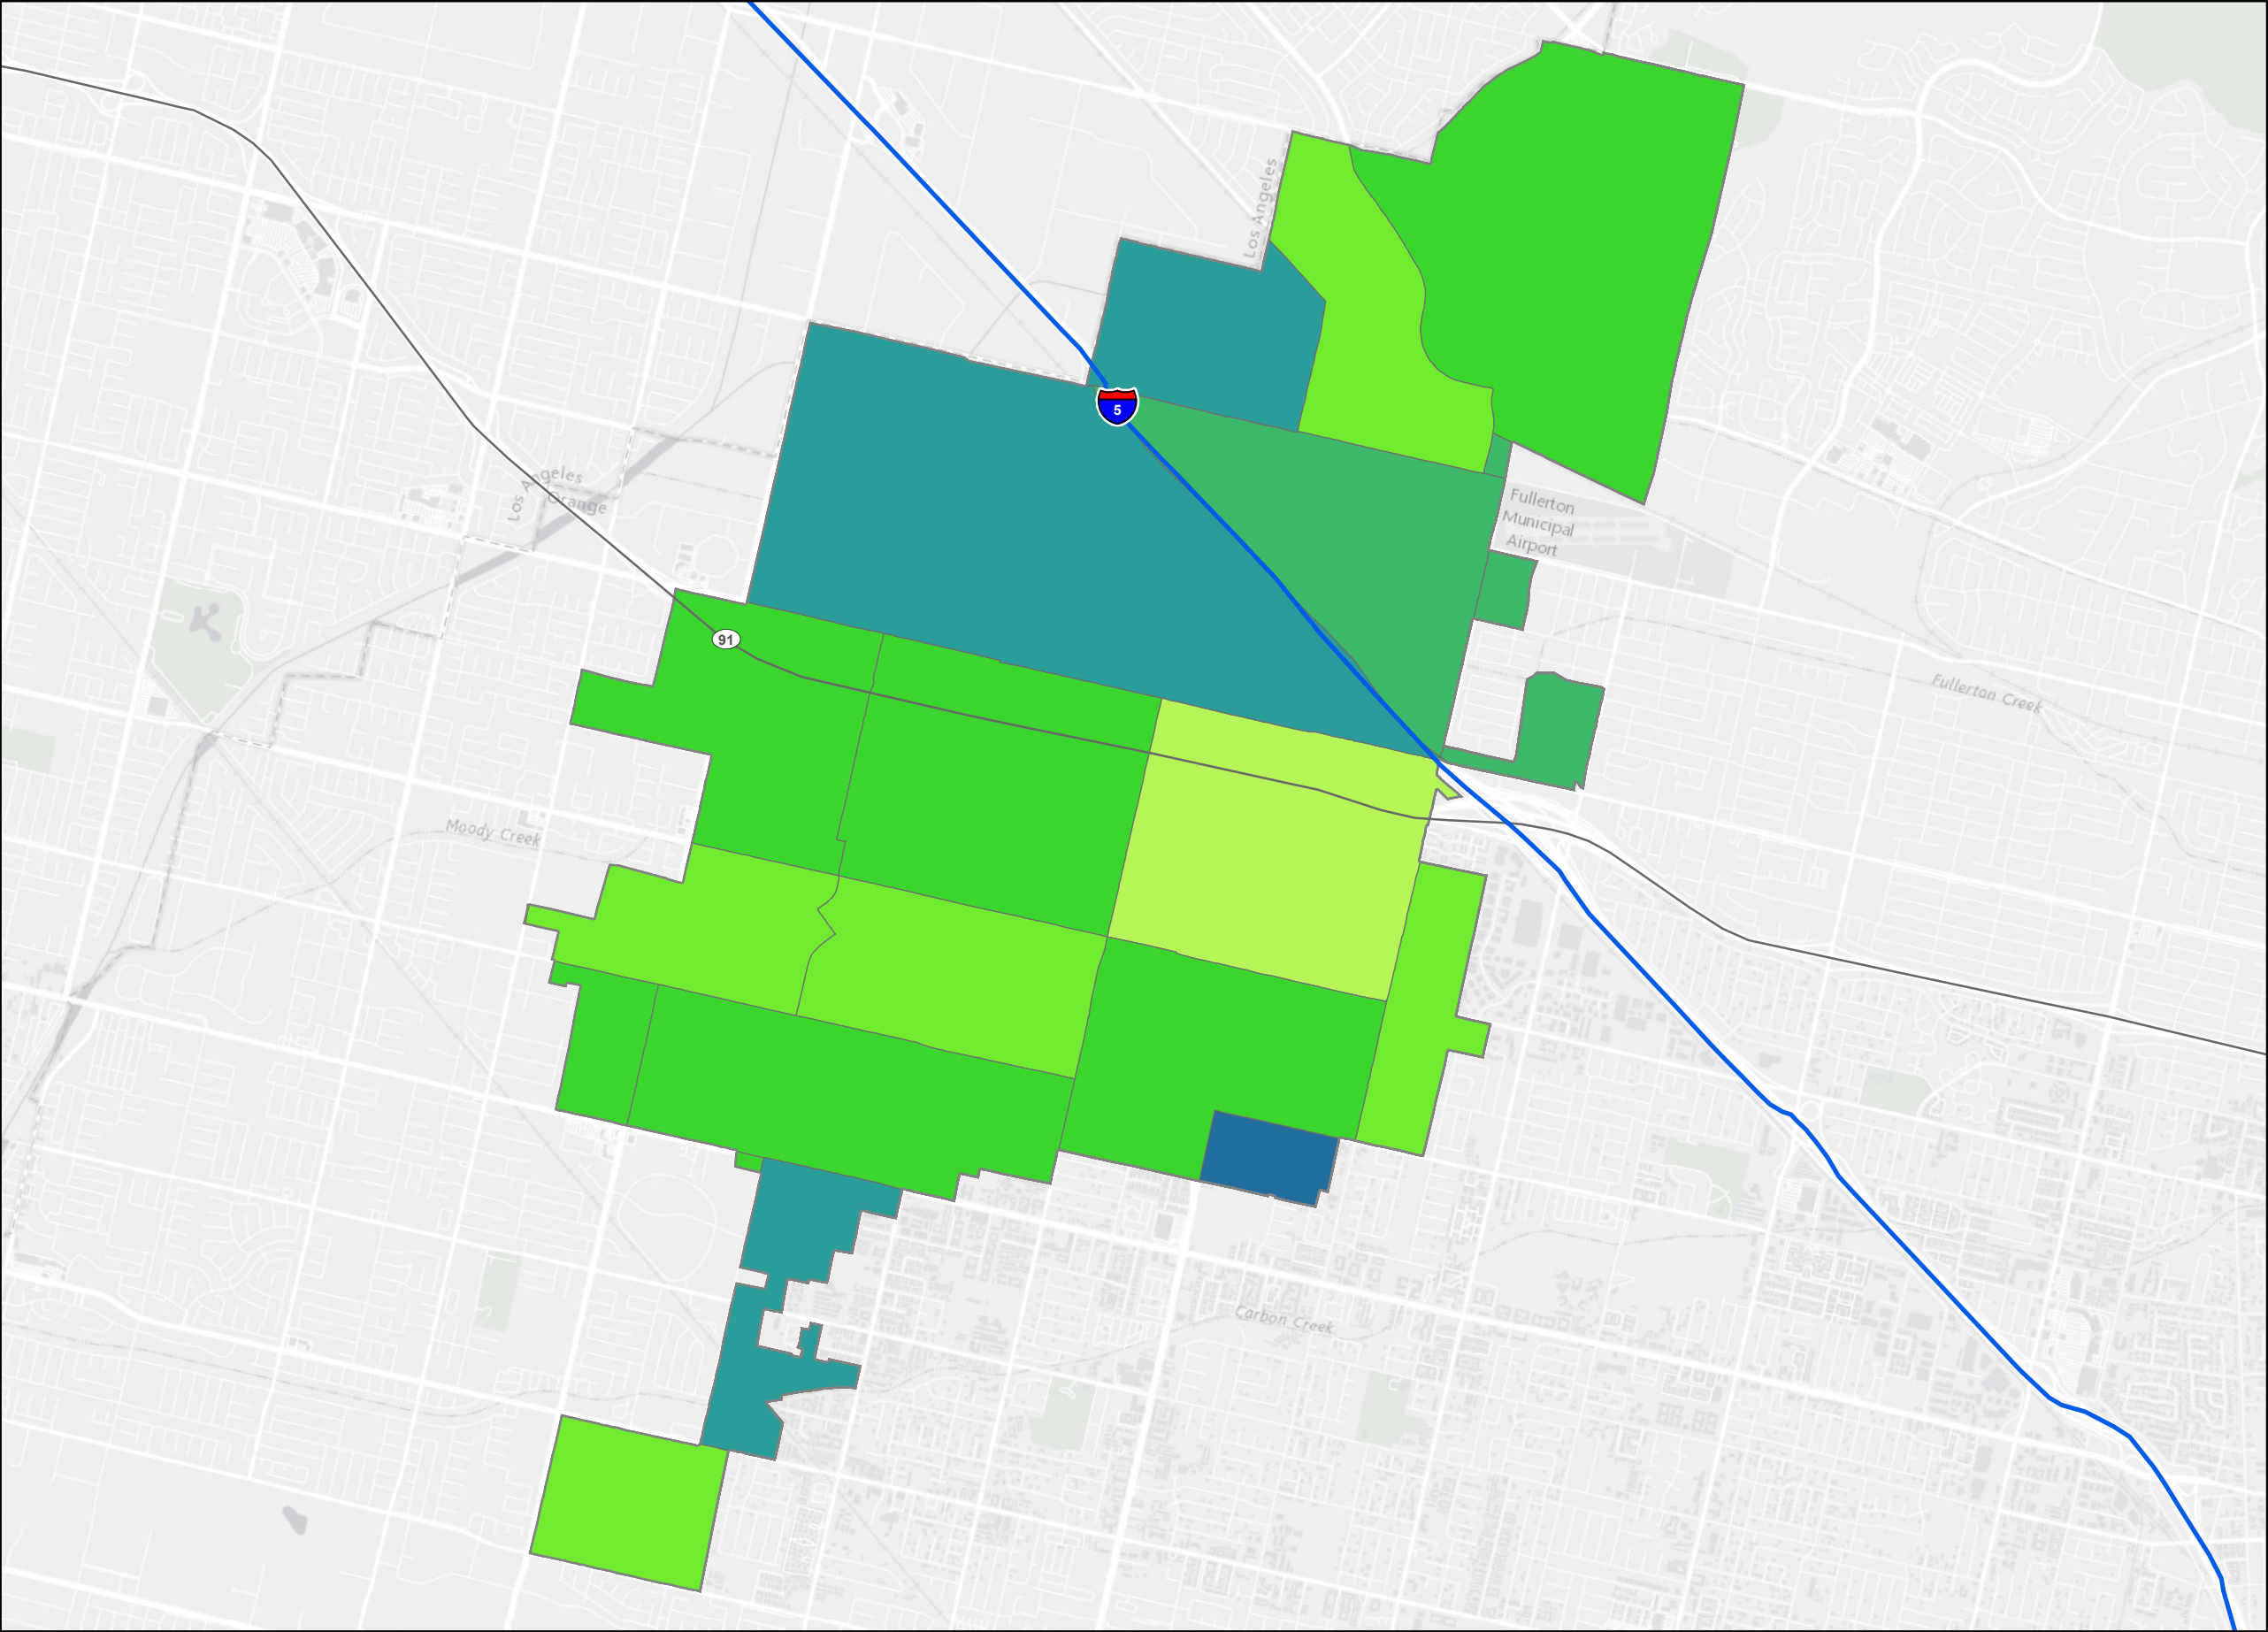 Los Angeles
5
Los Angeles
Orange
Fullerton
Municipal
Airport
91
Fullerton Creek
Moody Creek
Carbon Creek